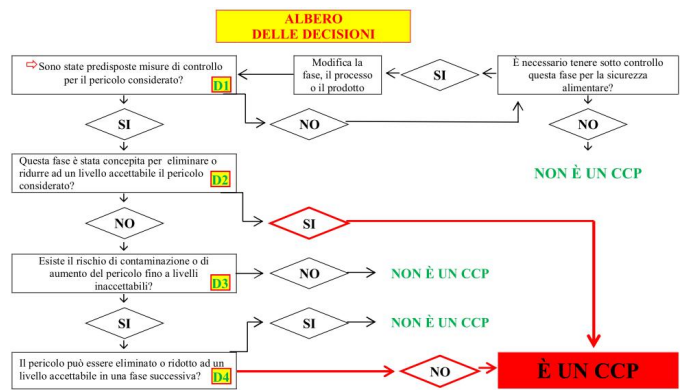 ALBERO
DELLE DECISIONI
⇨Sono state predisposte misure di controllo
per il pericolo considerato?
D1
Modifica la
fase, il processo
o il prodotto
SI
È necessario tenere sotto controllo
questa fase per la sicurezza
alimentare?
SI
NO
NO
NON È UN CCP
Questa fase è stata concepita per eliminare o
ridurre ad un livello accettabile il pericolo
considerato?
D2
NO
SI
Esiste il rischio di contaminazione o di
aumento del pericolo fino a livelli
inaccettabili?
D3
NO
NON È UN CCP
SI
SI
NON È UN CCP
Il pericolo può essere eliminato o ridotto ad un
livello accettabile in una fase successiva?
D4
NO
È UN CCP